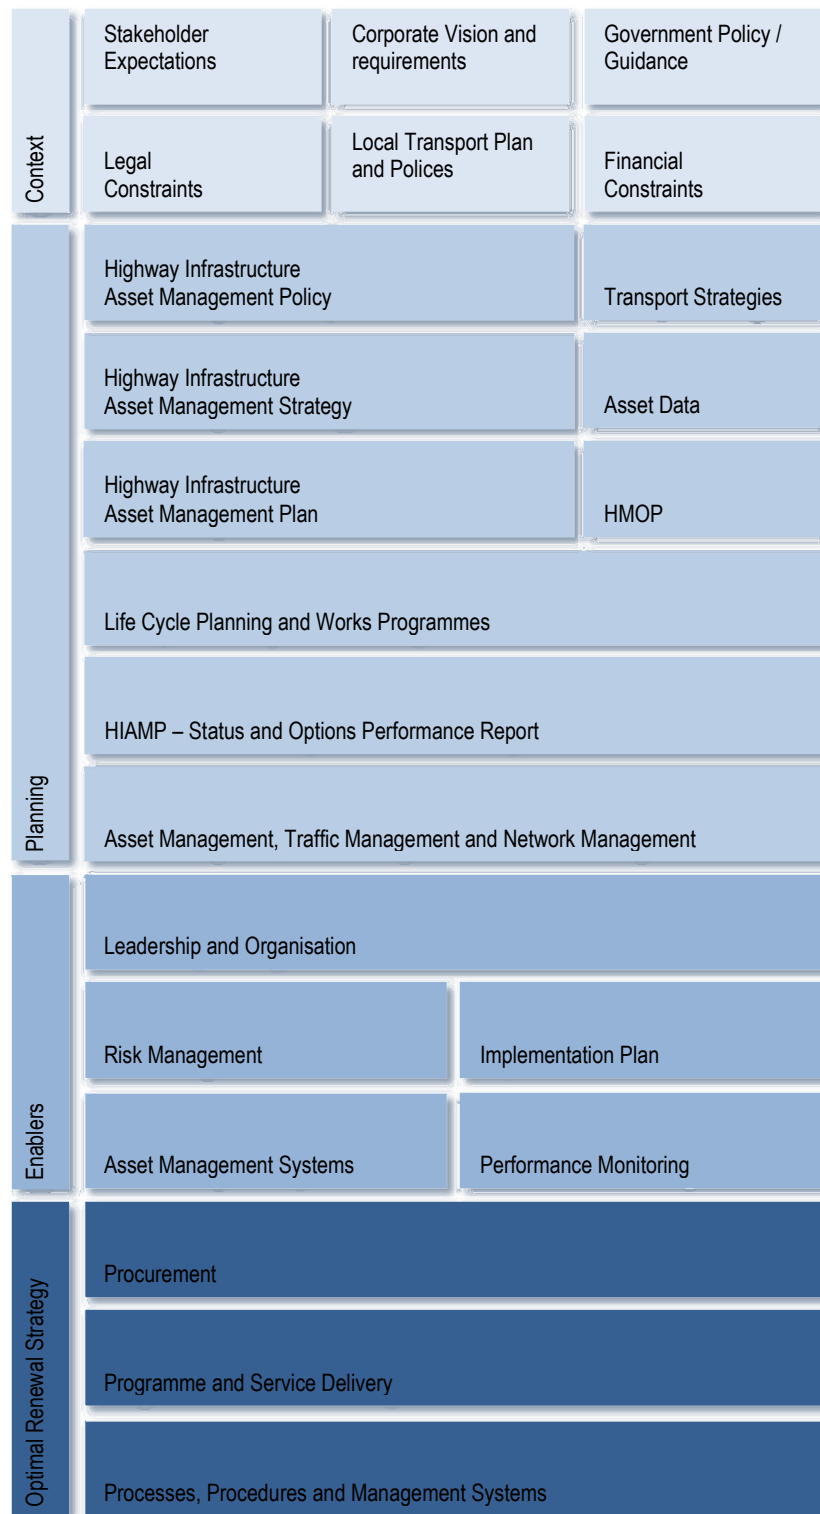 Stakeholder
Expectations
Corporate Vision and
requirements
Government Policy /
Guidance
Context
Legal
Constraints
Local Transport Plan
and Polices
Financial
Constraints
Highway Infrastructure
Asset Management Policy
Transport Strategies
Highway Infrastructure
Asset Management Strategy
Asset Data
Highway Infrastructure
Asset Management Plan
HMOP
Life Cycle Planning and Works Programmes
HIAMP – Status and Options Performance Report
Planning
Asset Management, Traffic Management and Network Management
Leadership and Organisation
Risk Management
Implementation Plan
Enablers
Asset Management Systems
Performance Monitoring
Procurement
Optimal Renewal Strategy
Programme and Service Delivery
Processes, Procedures and Management Systems